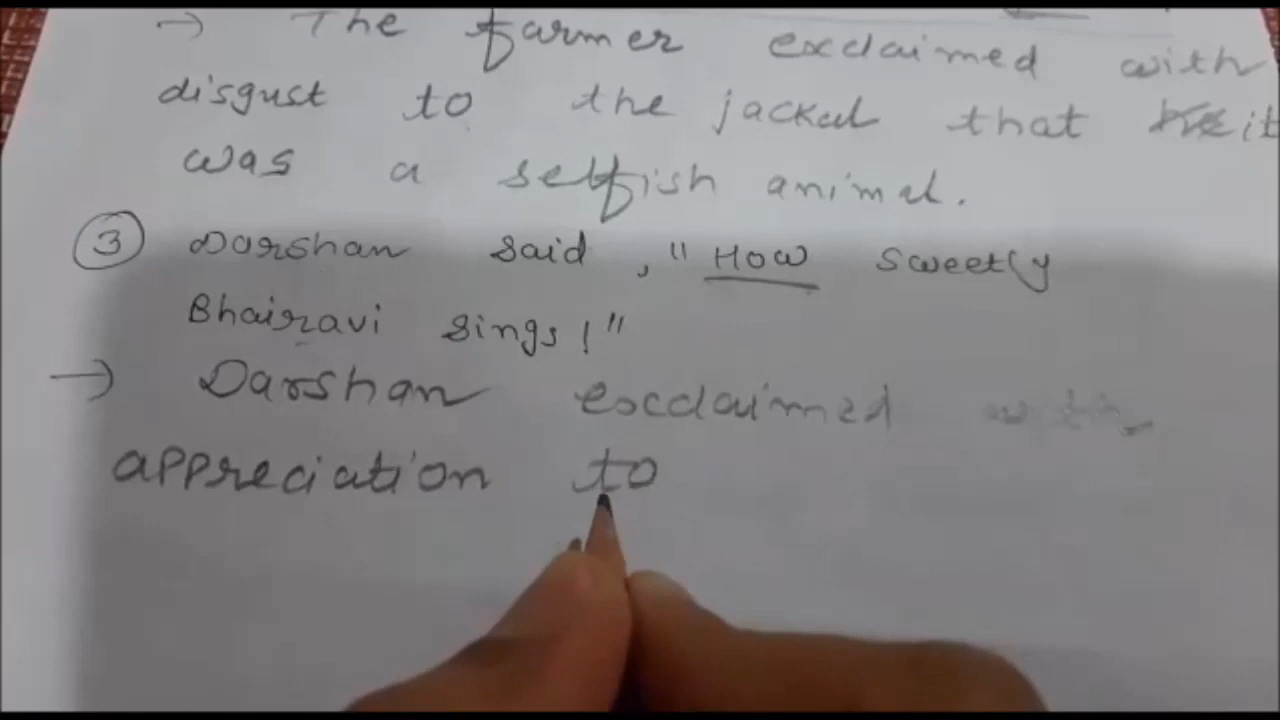 → The farmer exclaimed with
disgust to the jackal that it
was a selfish animal.
③ Darshan said, "How sweetly
Bhairavi sings!"
→ Darshan exclaimed with
appreciation to